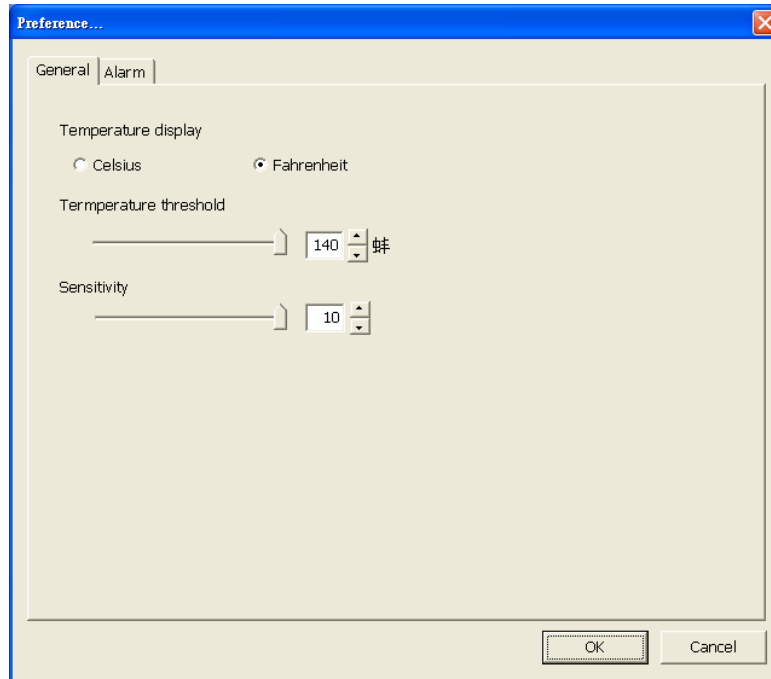 Preference...
General Alarm
Temperature display
Celsius Fahrenheit
Termperature threshold
140 蚌
Sensitivity
10
OK Cancel